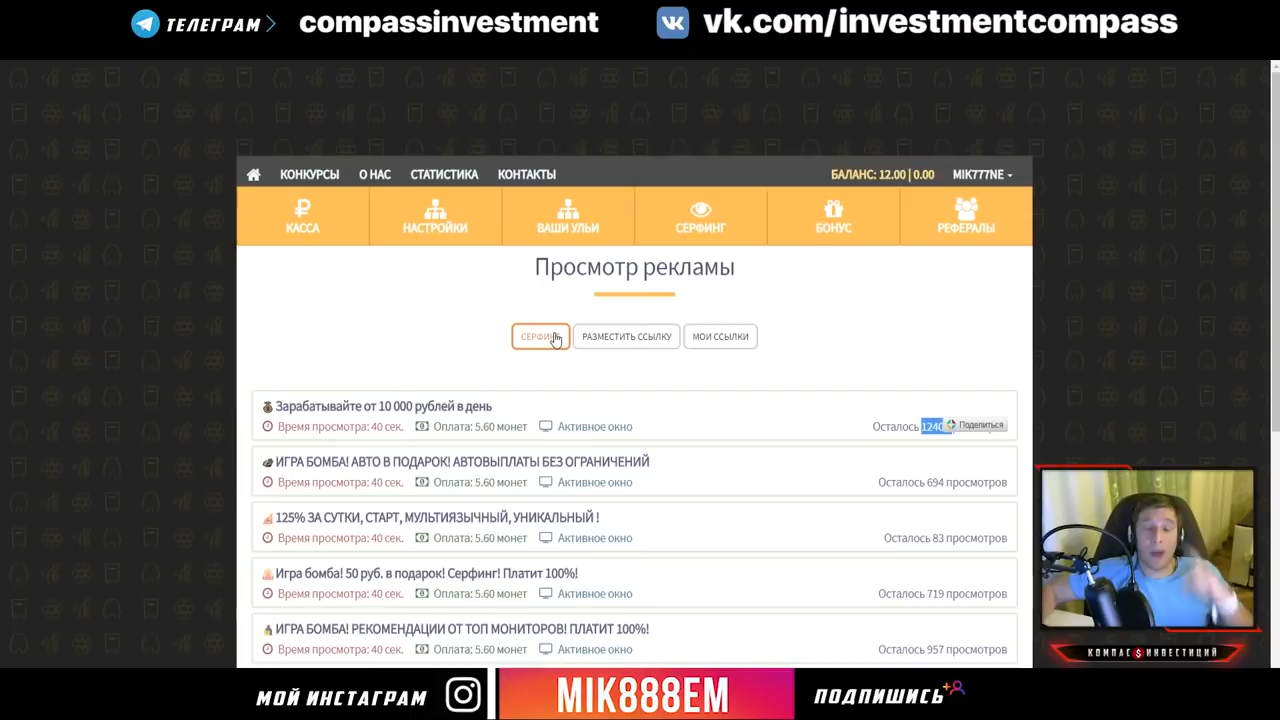 ТЕЛЕГРАМ compassinvestment vk.com/investmentcompass
КОНКУРСЫ О НАС СТАТИСТИКА КОНТАКТЫ БАЛАНС: 12.00 | 0.00 MIK777NE
КАССА НАСТРОЙКИ ВАШИ УЛЬИ СЕРФИНГ БОНУС РЕФЕРАЛЫ
Просмотр рекламы
СЕРФИНГ РАЗМЕСТИТЬ ССЫЛКУ МОИ ССЫЛКИ
Зарабатывайте от 10 000 рублей в день
Время просмотра: 40 сек. Оплата: 5.60 монет Активное окно Осталось 1240 Поделиться
ИГРА БОМБА! АВТО В ПОДАРОК! АВТОВЫПЛАТЫ БЕЗ ОГРАНИЧЕНИЙ
Время просмотра: 40 сек. Оплата: 5.60 монет Активное окно Осталось 694 просмотров
125% ЗА СУТКИ, СТАРТ, МУЛЬТИЯЗЫЧНЫЙ, УНИКАЛЬНЫЙ !
Время просмотра: 40 сек. Оплата: 5.60 монет Активное окно Осталось 83 просмотров
Игра бомба! 50 руб. в подарок! Серфинг! Платит 100%!
Время просмотра: 40 сек. Оплата: 5.60 монет Активное окно Осталось 719 просмотров
ИГРА БОМБА! РЕКОМЕНДАЦИИ ОТ ТОП МОНИТОРОВ! ПЛАТИТ 100%!
Время просмотра: 40 сек. Оплата: 5.60 монет Активное окно Осталось 957 просмотров
КОМПАС $ ИНВЕСТИЦИЙ
МОЙ ИНСТАГРАМ MIK888EM ПОДПИШИСЬ